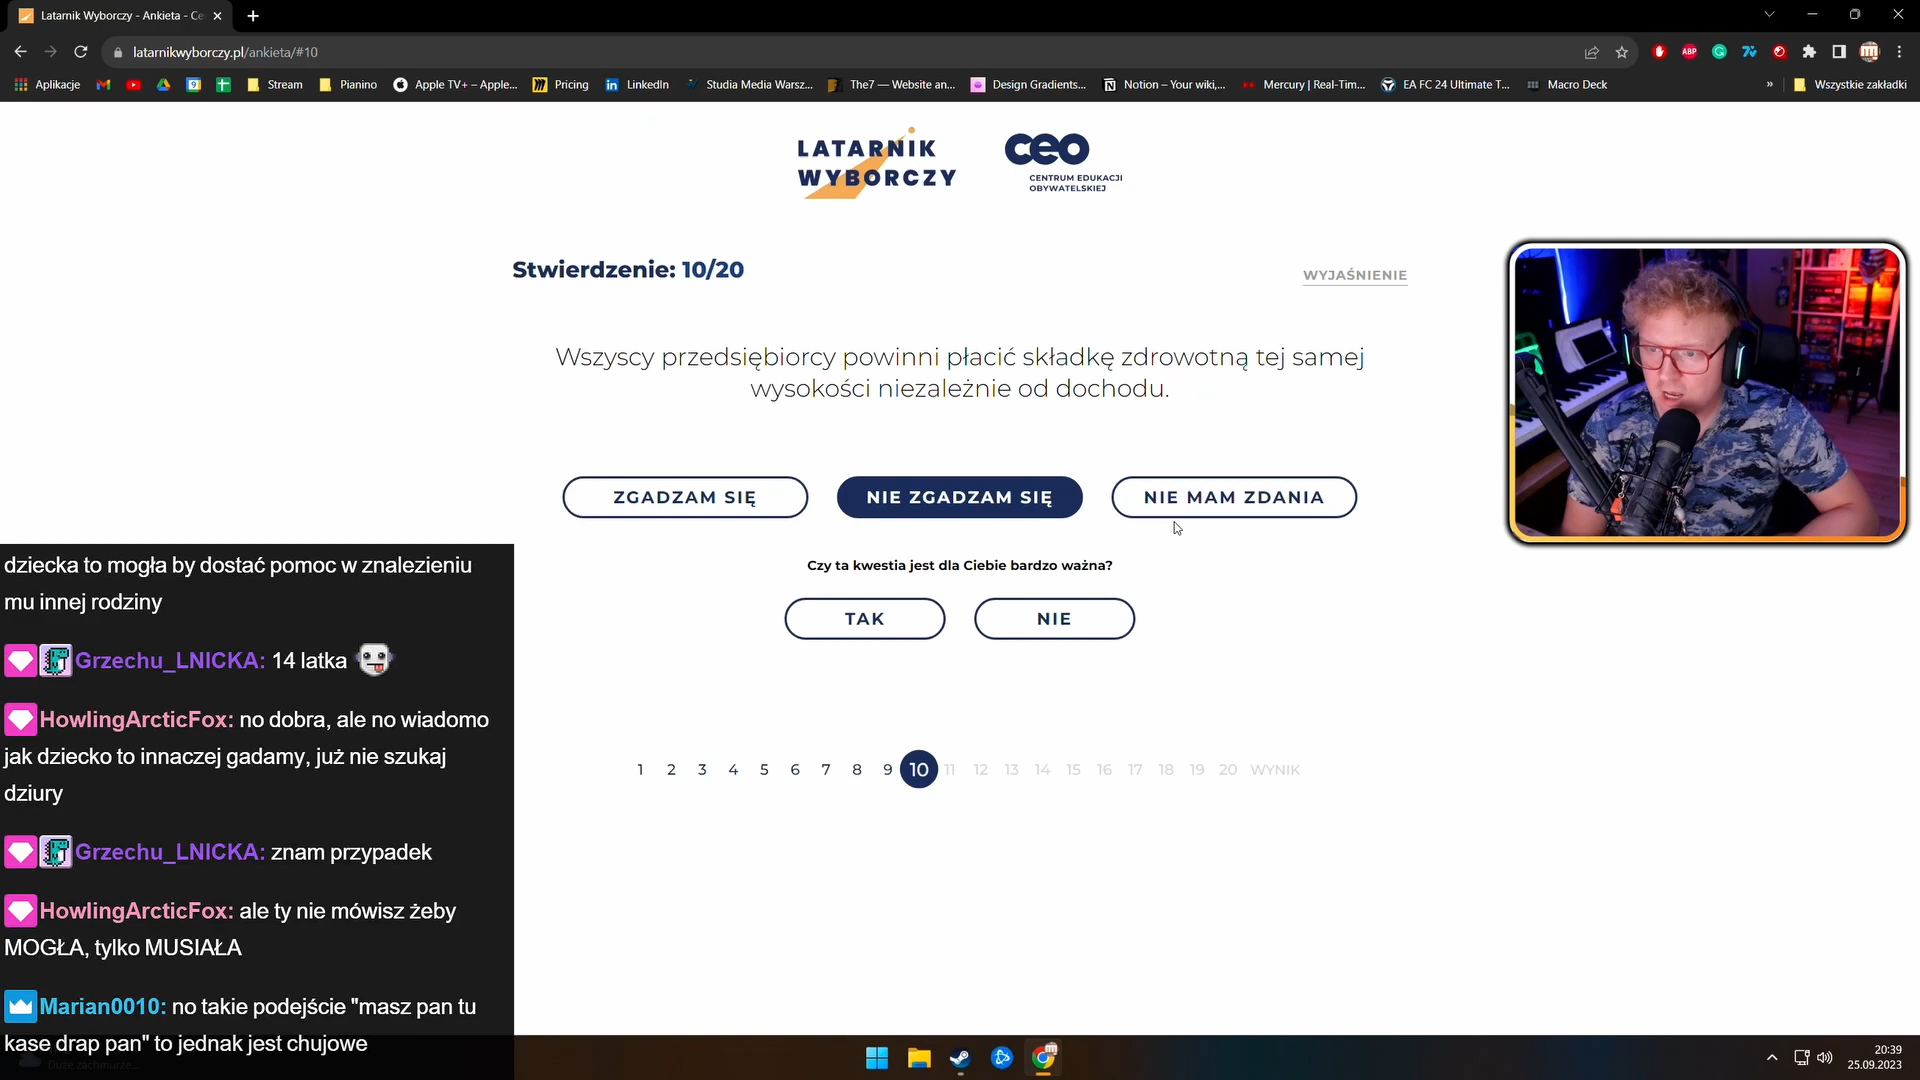 Latarnik Wyborczy - Ankieta - Ce
latarnikwyborczy.pl/ankieta/#10
Aplikacje
Stream
Pianino
Apple TV+ – Apple...
Pricing
LinkedIn
Studia Media Warsz...
The7 — Website an...
Design Gradients...
Notion – Your wiki,...
Mercury | Real-Tim...
EA FC 24 Ultimate T...
Macro Deck
»
Wszystkie zakładki
LATARNIK
WYBORCZY
ceo
CENTRUM EDUKACJI
OBYWATELSKIEJ
Stwierdzenie: 10/20
WYJAŚNIENIE
Wszyscy przedsiębiorcy powinni płacić składkę zdrowotną tej samej
wysokości niezależnie od dochodu.
ZGADZAM SIĘ
NIE ZGADZAM SIĘ
NIE MAM ZDANIA
Czy ta kwestia jest dla Ciebie bardzo ważna?
TAK
NIE
1 2 3 4 5 6 7 8 9 10 11 12 13 14 15 16 17 18 19 20 WYNIK
dziecka to mogła by dostać pomoc w znalezieniu
mu innej rodziny
Grzechu_LNICKA: 14 latka
HowlingArcticFox: no dobra, ale no wiadomo
jak dziecko to innaczej gadamy, już nie szukaj
dziury
Grzechu_LNICKA: znam przypadek
HowlingArcticFox: ale ty nie mówisz żeby
MOGŁA, tylko MUSIAŁA
Marian0010: no takie podejście "masz pan tu
kase drap pan" to jednak jest chujowe
Duże zachmurze...
20:39
25.09.2023